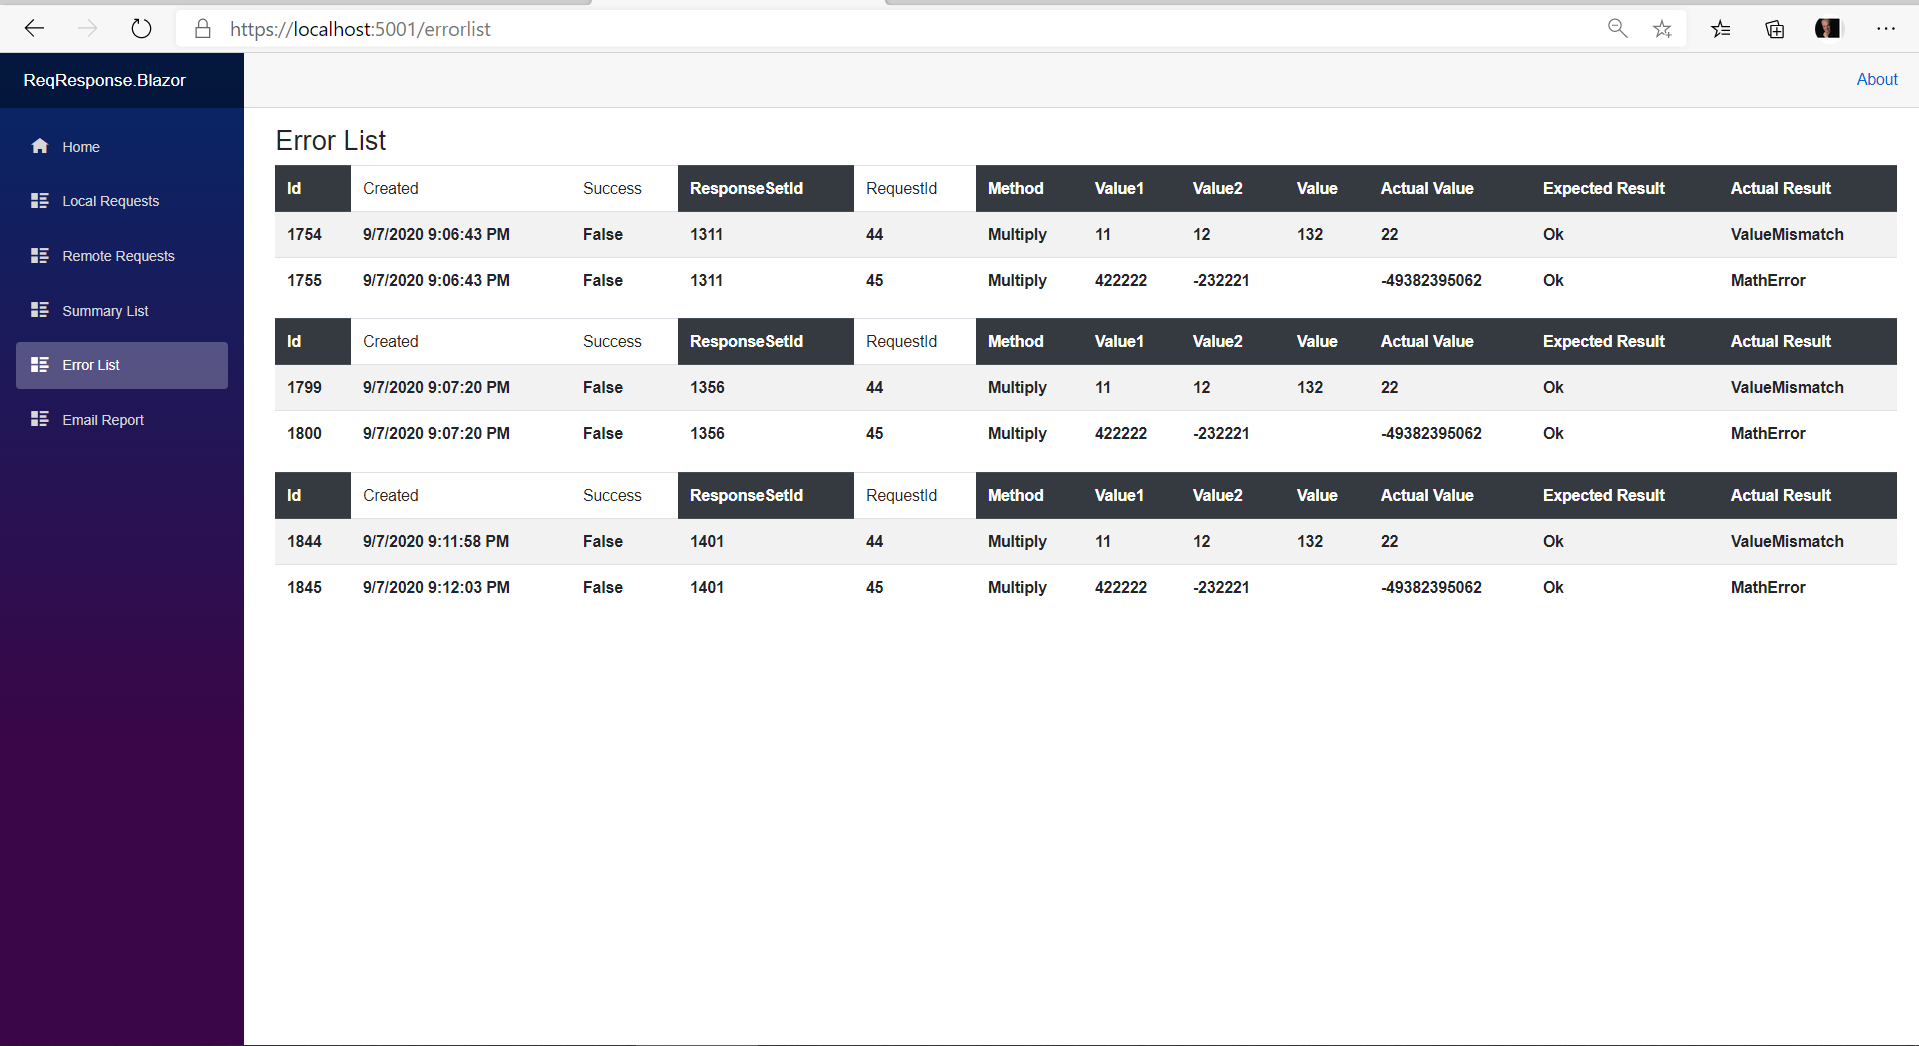 https://localhost:5001/errorlist
ReqResponse.Blazor
About
Home
Local Requests
Remote Requests
Summary List
Error List
Email Report
Error List
Id Created Success ResponseSetId RequestId Method Value1 Value2 Value Actual Value Expected Result Actual Result
1754 9/7/2020 9:06:43 PM False 1311 44 Multiply 11 12 132 22 Ok ValueMismatch
1755 9/7/2020 9:06:43 PM False 1311 45 Multiply 422222 -232221 -49382395062 Ok MathError
Id Created Success ResponseSetId RequestId Method Value1 Value2 Value Actual Value Expected Result Actual Result
1799 9/7/2020 9:07:20 PM False 1356 44 Multiply 11 12 132 22 Ok ValueMismatch
1800 9/7/2020 9:07:20 PM False 1356 45 Multiply 422222 -232221 -49382395062 Ok MathError
Id Created Success ResponseSetId RequestId Method Value1 Value2 Value Actual Value Expected Result Actual Result
1844 9/7/2020 9:11:58 PM False 1401 44 Multiply 11 12 132 22 Ok ValueMismatch
1845 9/7/2020 9:12:03 PM False 1401 45 Multiply 422222 -232221 -49382395062 Ok MathError